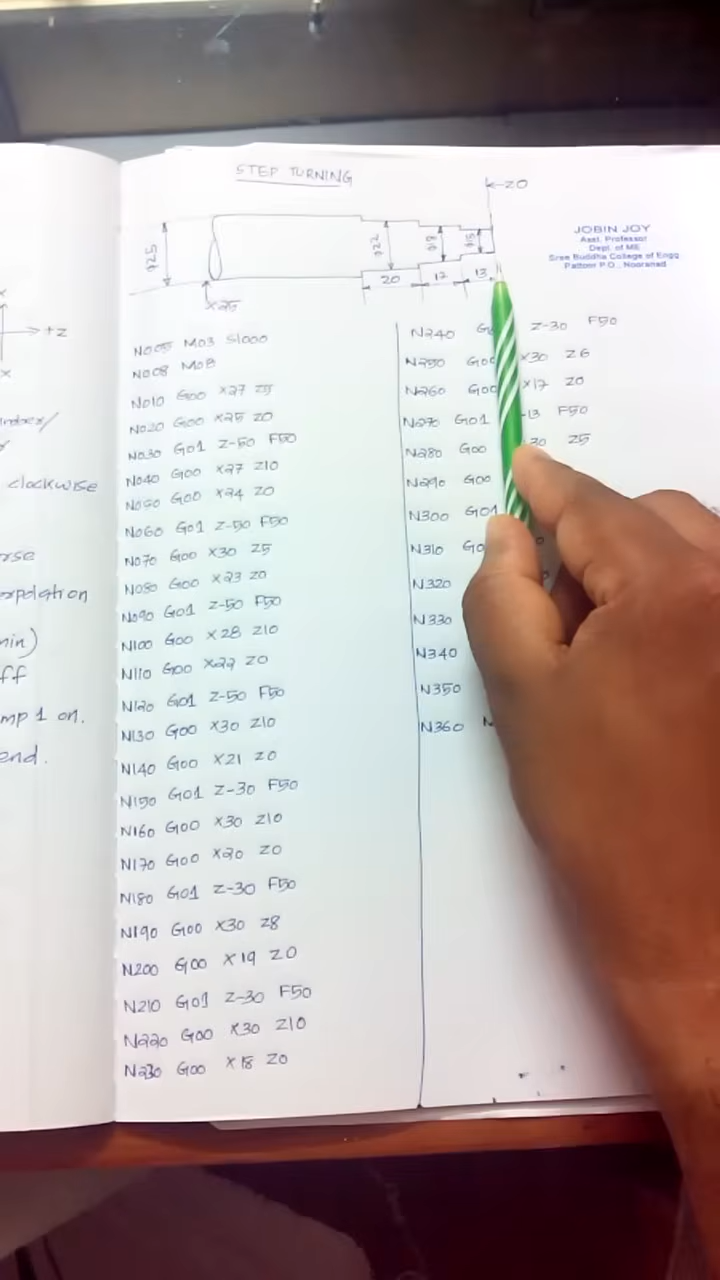 STEP TURNING
Z0
JOBIN JOY
Asst. Professor
Dept. of ME
Sree Buddha College of Engg
Pattoor P.O., Nooranad
ø25
ø22
ø15
20
13
X25
x
+z
x
clockwise
min)
ff
mp 1 on.
end.
N005 M03 S1000
N008 M08
N010 G00 X27 Z5
N020 G00 X25 Z0
N030 G01 Z-50 F50
N040 G00 X27 Z10
N050 G00 X24 Z0
N060 G01 Z-50 F50
N070 G00 X30 Z5
N080 G00 X23 Z0
N090 G01 Z-50 F50
N100 G00 X28 Z10
N110 G00 X22 Z0
N120 G01 Z-50 F50
N130 G00 X30 Z10
N140 G00 X21 Z0
N150 G01 Z-30 F50
N160 G00 X30 Z10
N170 G00 X20 Z0
N180 G01 Z-30 F50
N190 G00 X30 Z8
N200 G00 X19 Z0
N210 G01 Z-30 F50
N220 G00 X30 Z10
N230 G00 X18 Z0
N240 Z-30 F50
N250 G00 X30 Z6
N260 G00 X17 Z0
N270 G01 -13 F50
N280 G00 30 Z5
N290 G00
N300 G01
N310
N320
N330
N340
N350
N360